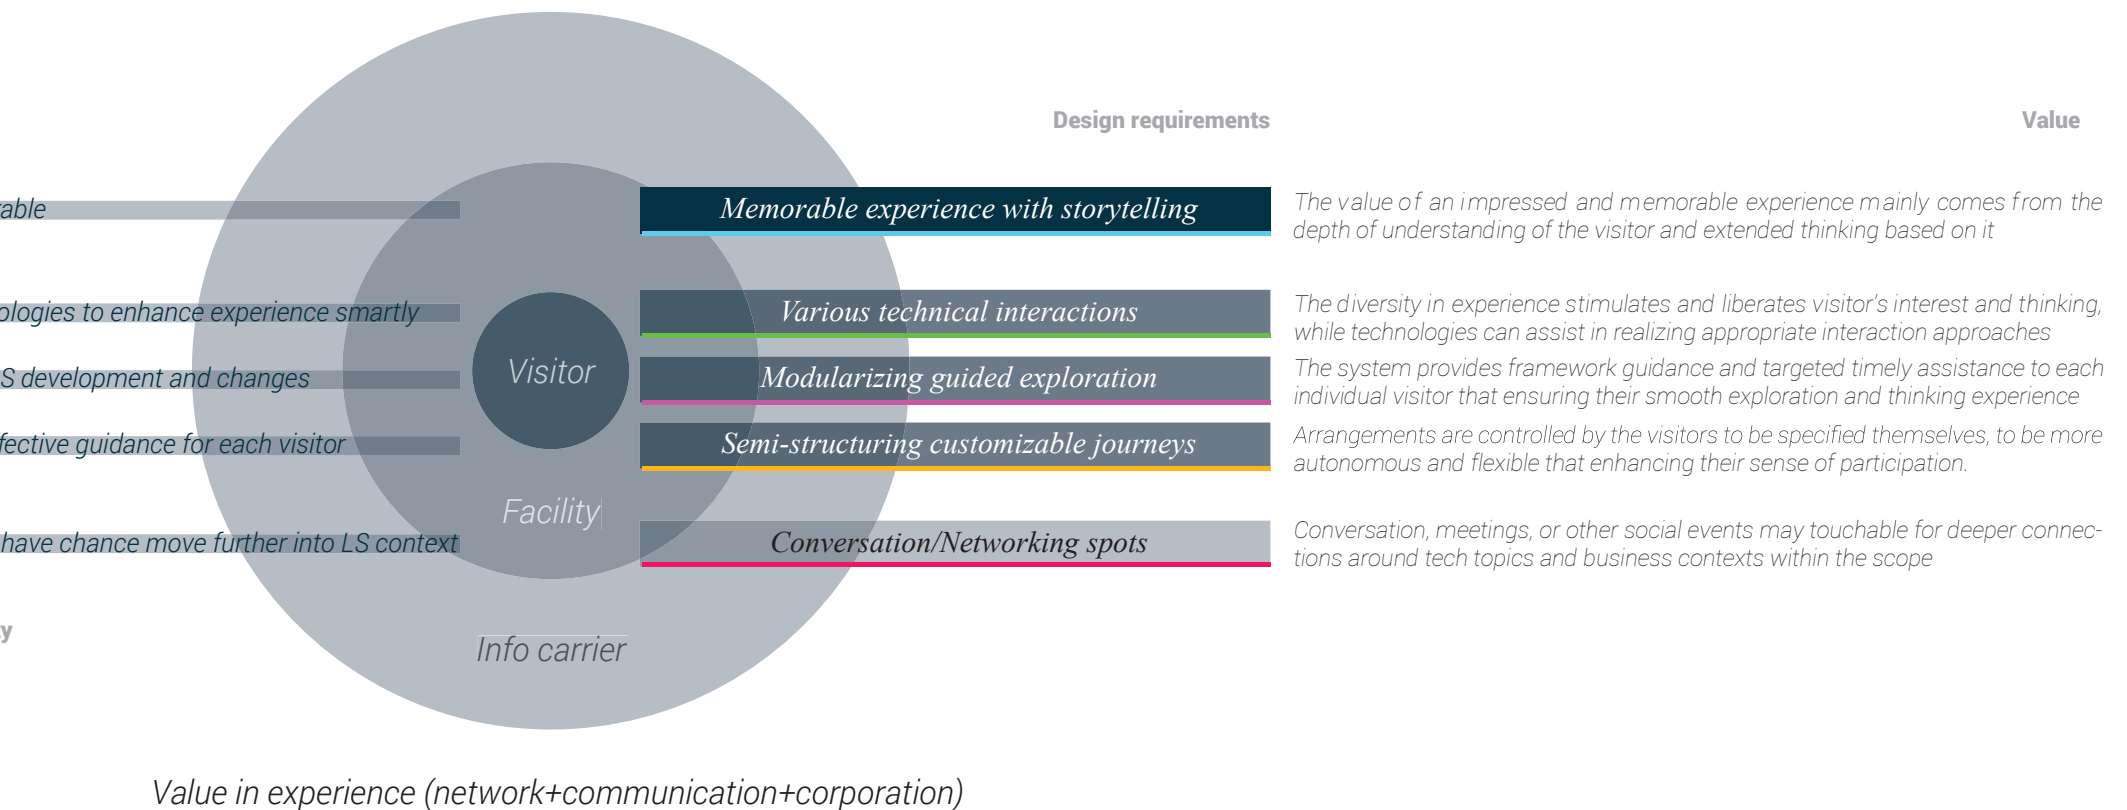 Design requirements
Value
able
Memorable experience with storytelling
The value of an impressed and memorable experience mainly comes from the
depth of understanding of the visitor and extended thinking based on it
ologies to enhance experience smartly
Various technical interactions
The diversity in experience stimulates and liberates visitor's interest and thinking,
while technologies can assist in realizing appropriate interaction approaches
S development and changes
Visitor
Modularizing guided exploration
The system provides framework guidance and targeted timely assistance to each
individual visitor that ensuring their smooth exploration and thinking experience
fective guidance for each visitor
Semi-structuring customizable journeys
Arrangements are controlled by the visitors to be specified themselves, to be more
autonomous and flexible that enhancing their sense of participation.
Facility
have chance move further into LS context
Conversation/Networking spots
Conversation, meetings, or other social events may touchable for deeper connec-
tions around tech topics and business contexts within the scope
y
Info carrier
Value in experience (network+communication+corporation)